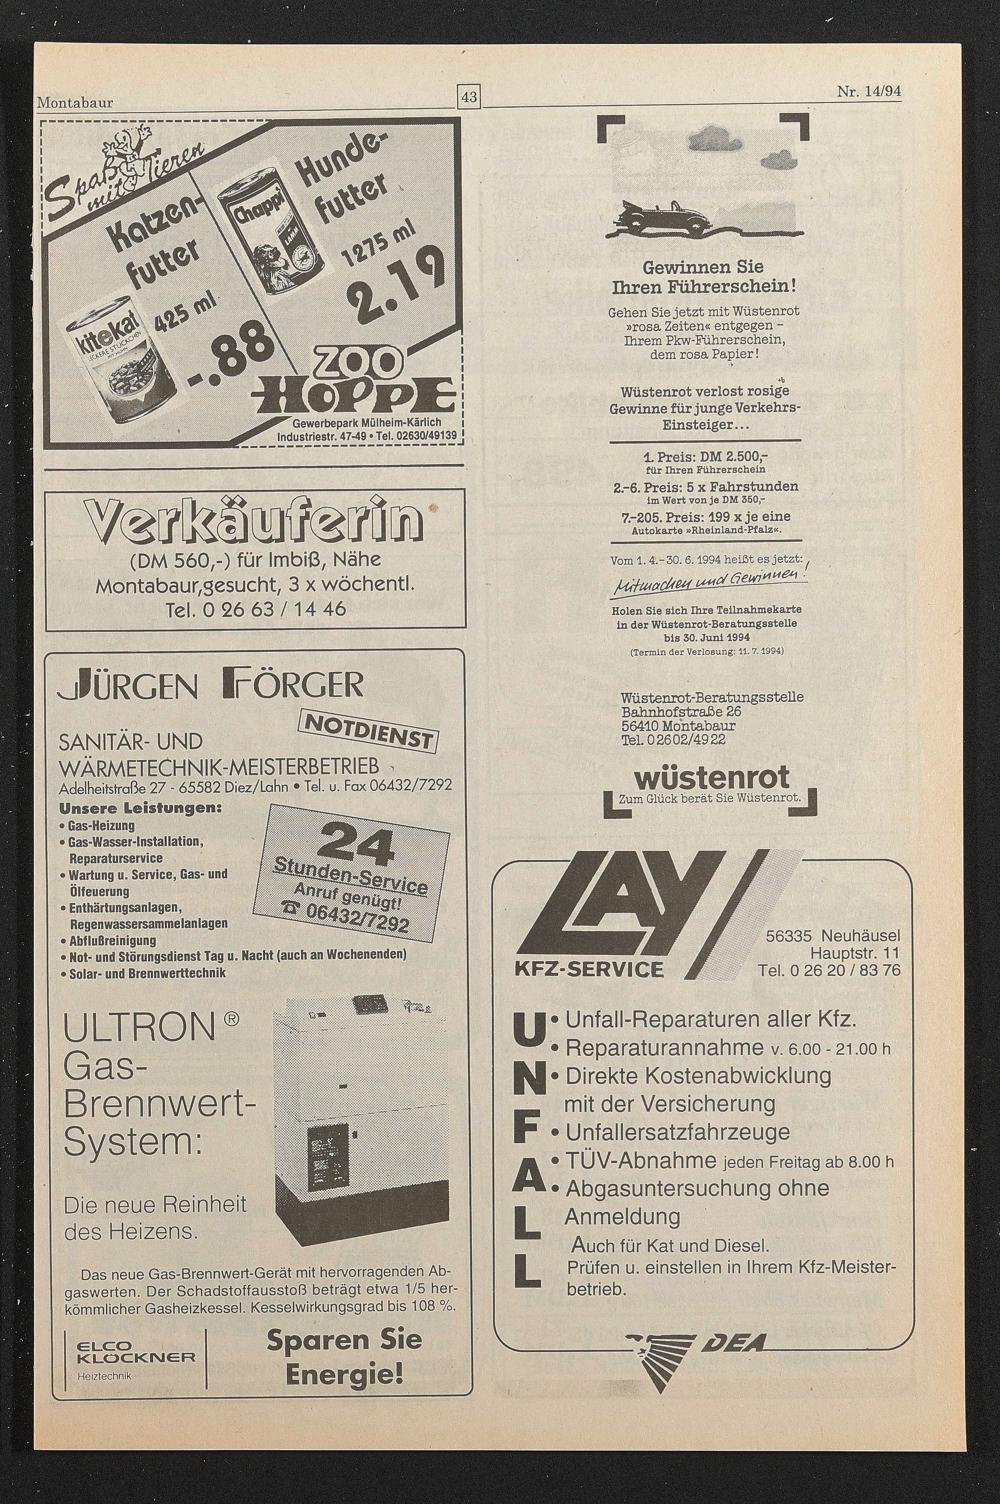 Montabaur
43
Nr. 14/94
Spaß
mit Tieren
Katzen-
futter
425 ml
-.88
kitekat
LECKERE STÜCKCHEN
Hunde-
futter
1275 ml
2.19
Chappi
ZOO
HOPPE
Gewerbepark Mülheim-Kärlich
Industriestr. 47-49 • Tel. 02630/49139
Verkäuferin
(DM 560,-) für Imbiß, Nähe
Montabaur,gesucht, 3 x wöchentl.
Tel. 0 26 63 / 14 46
JÜRGEN FÖRGER
NOTDIENST
SANITÄR- UND
WÄRMETECHNIK-MEISTERBETRIEB
Adelheitstraße 27 - 65582 Diez/Lahn • Tel. u. Fax 06432/7292
Unsere Leistungen:
• Gas-Heizung
• Gas-Wasser-Installation,
Reparaturservice
• Wartung u. Service, Gas- und
Ölfeuerung
• Enthärtungsanlagen,
Regenwassersammelanlagen
• Abflußreinigung
• Not- und Störungsdienst Tag u. Nacht (auch an Wochenenden)
• Solar- und Brennwerttechnik
24
Stunden-Service
Anruf genügt!
☎ 06432/7292
ULTRON ®
Gas-
Brennwert-
System:
Die neue Reinheit
des Heizens.
Das neue Gas-Brennwert-Gerät mit hervorragenden Ab-
gaswerten. Der Schadstoffausstoß beträgt etwa 1/5 her-
kömmlicher Gasheizkessel. Kesselwirkungsgrad bis 108 %.
ELCO
KLÖCKNER
Heiztechnik
Sparen Sie
Energie!
Gewinnen Sie
Ihren Führerschein!
Gehen Sie jetzt mit Wüstenrot
»rosa Zeiten« entgegen –
Ihrem Pkw-Führerschein,
dem rosa Papier!
Wüstenrot verlost rosige
Gewinne für junge Verkehrs-
Einsteiger...
1. Preis: DM 2.500,-
für Ihren Führerschein
2.-6. Preis: 5 x Fahrstunden
im Wert von je DM 350,-
7.-205. Preis: 199 x je eine
Autokarte »Rheinland-Pfalz«.
Vom 1. 4.-30. 6. 1994 heißt es jetzt:
Mitmachen und Gewinnen!
Holen Sie sich Ihre Teilnahmekarte
in der Wüstenrot-Beratungsstelle
bis 30. Juni 1994
(Termin der Verlosung: 11. 7. 1994)
Wüstenrot-Beratungsstelle
Bahnhofstraße 26
56410 Montabaur
Tel. 02602/4922
wüstenrot
Zum Glück berät Sie Wüstenrot.
LAY
KFZ-SERVICE
56335 Neuhäusel
Hauptstr. 11
Tel. 0 26 20 / 83 76
UNFALL
• Unfall-Reparaturen aller Kfz.
• Reparaturannahme v. 6.00 - 21.00 h
• Direkte Kostenabwicklung
mit der Versicherung
• Unfallersatzfahrzeuge
• TÜV-Abnahme jeden Freitag ab 8.00 h
• Abgasuntersuchung ohne
Anmeldung
Auch für Kat und Diesel.
Prüfen u. einstellen in Ihrem Kfz-Meister-
betrieb.
DEA